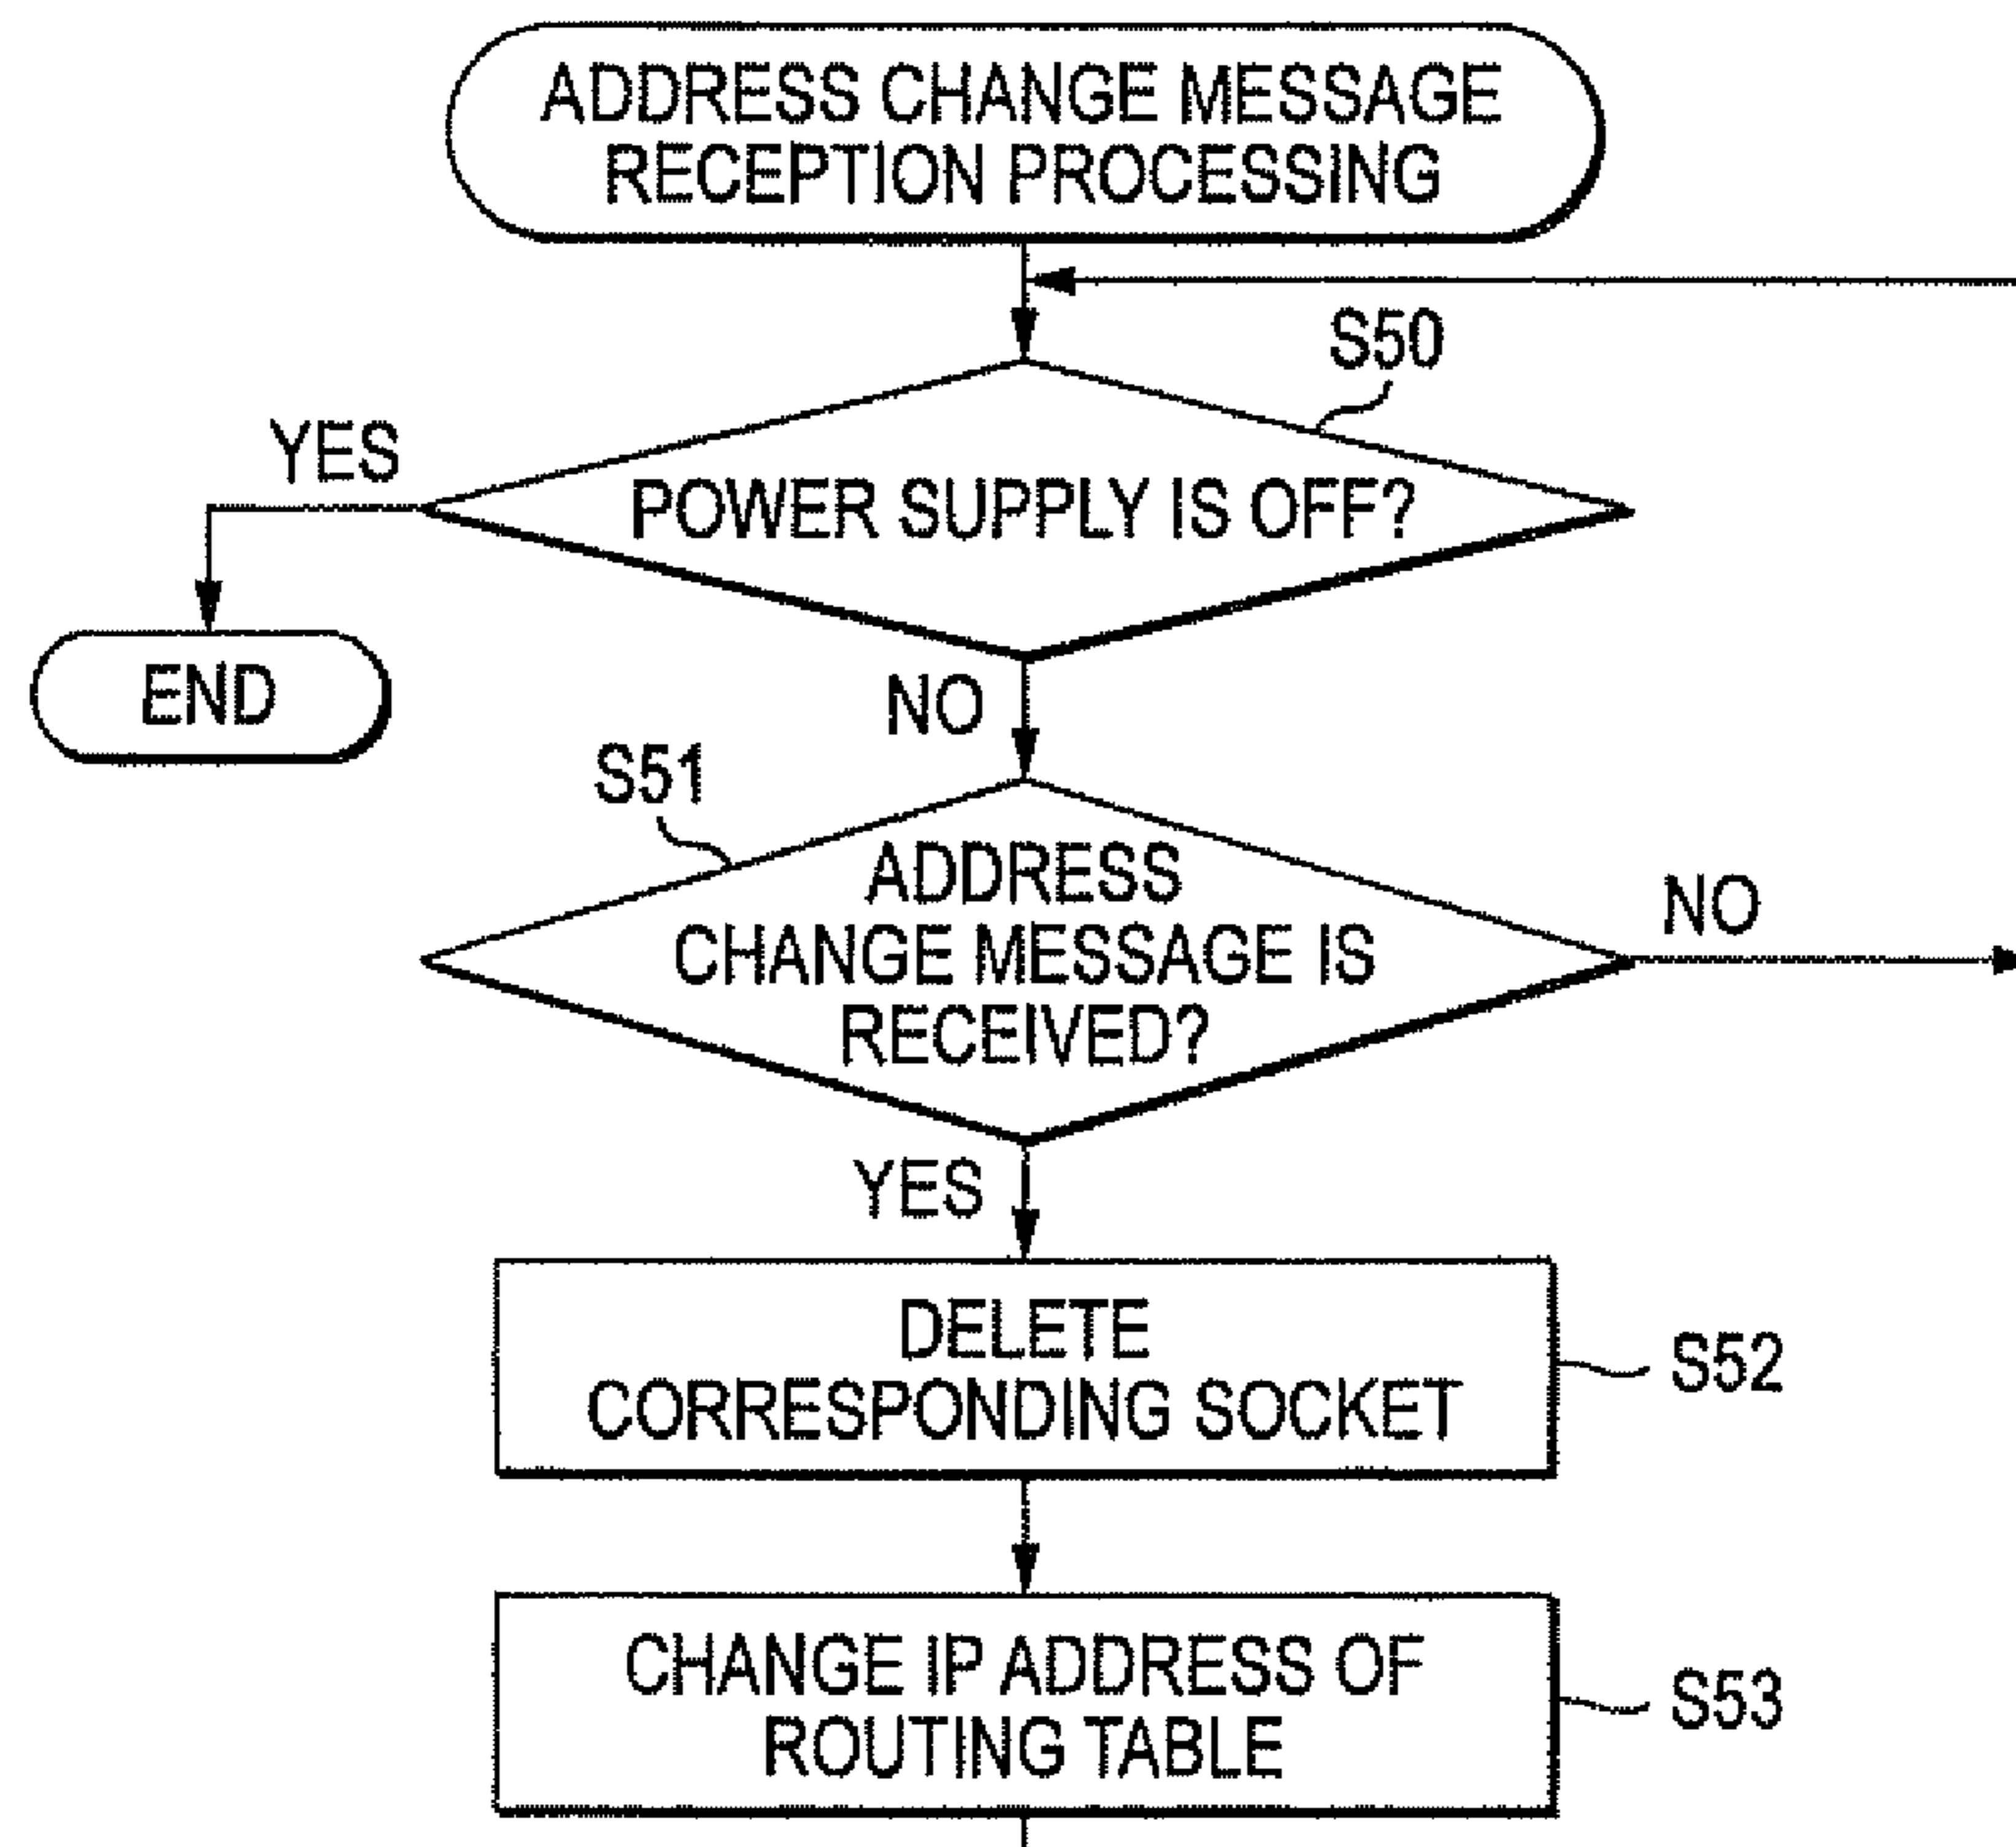 ADDRESS CHANGE MESSAGE
RECEPTION PROCESSING
S50
YES
POWER SUPPLY IS OFF?
END
NO
S51
ADDRESS
CHANGE MESSAGE IS
RECEIVED?
NO
YES
DELETE
CORRESPONDING SOCKET
S52
CHANGE IP ADDRESS OF
ROUTING TABLE
S53